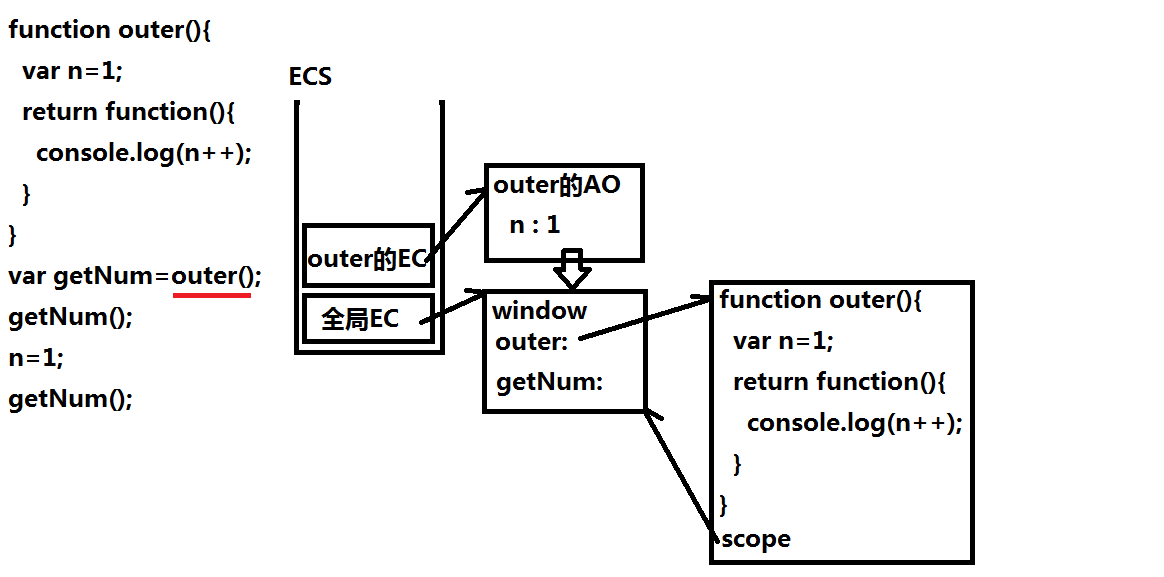 function outer(){
var n=1;
return function(){
console.log(n++);
}
}
var getNum=outer();
getNum();
n=1;
getNum();
ECS
outer的EC
全局EC
outer的AO
n : 1
window
outer:
getNum:
function outer(){
var n=1;
return function(){
console.log(n++);
}
}
scope